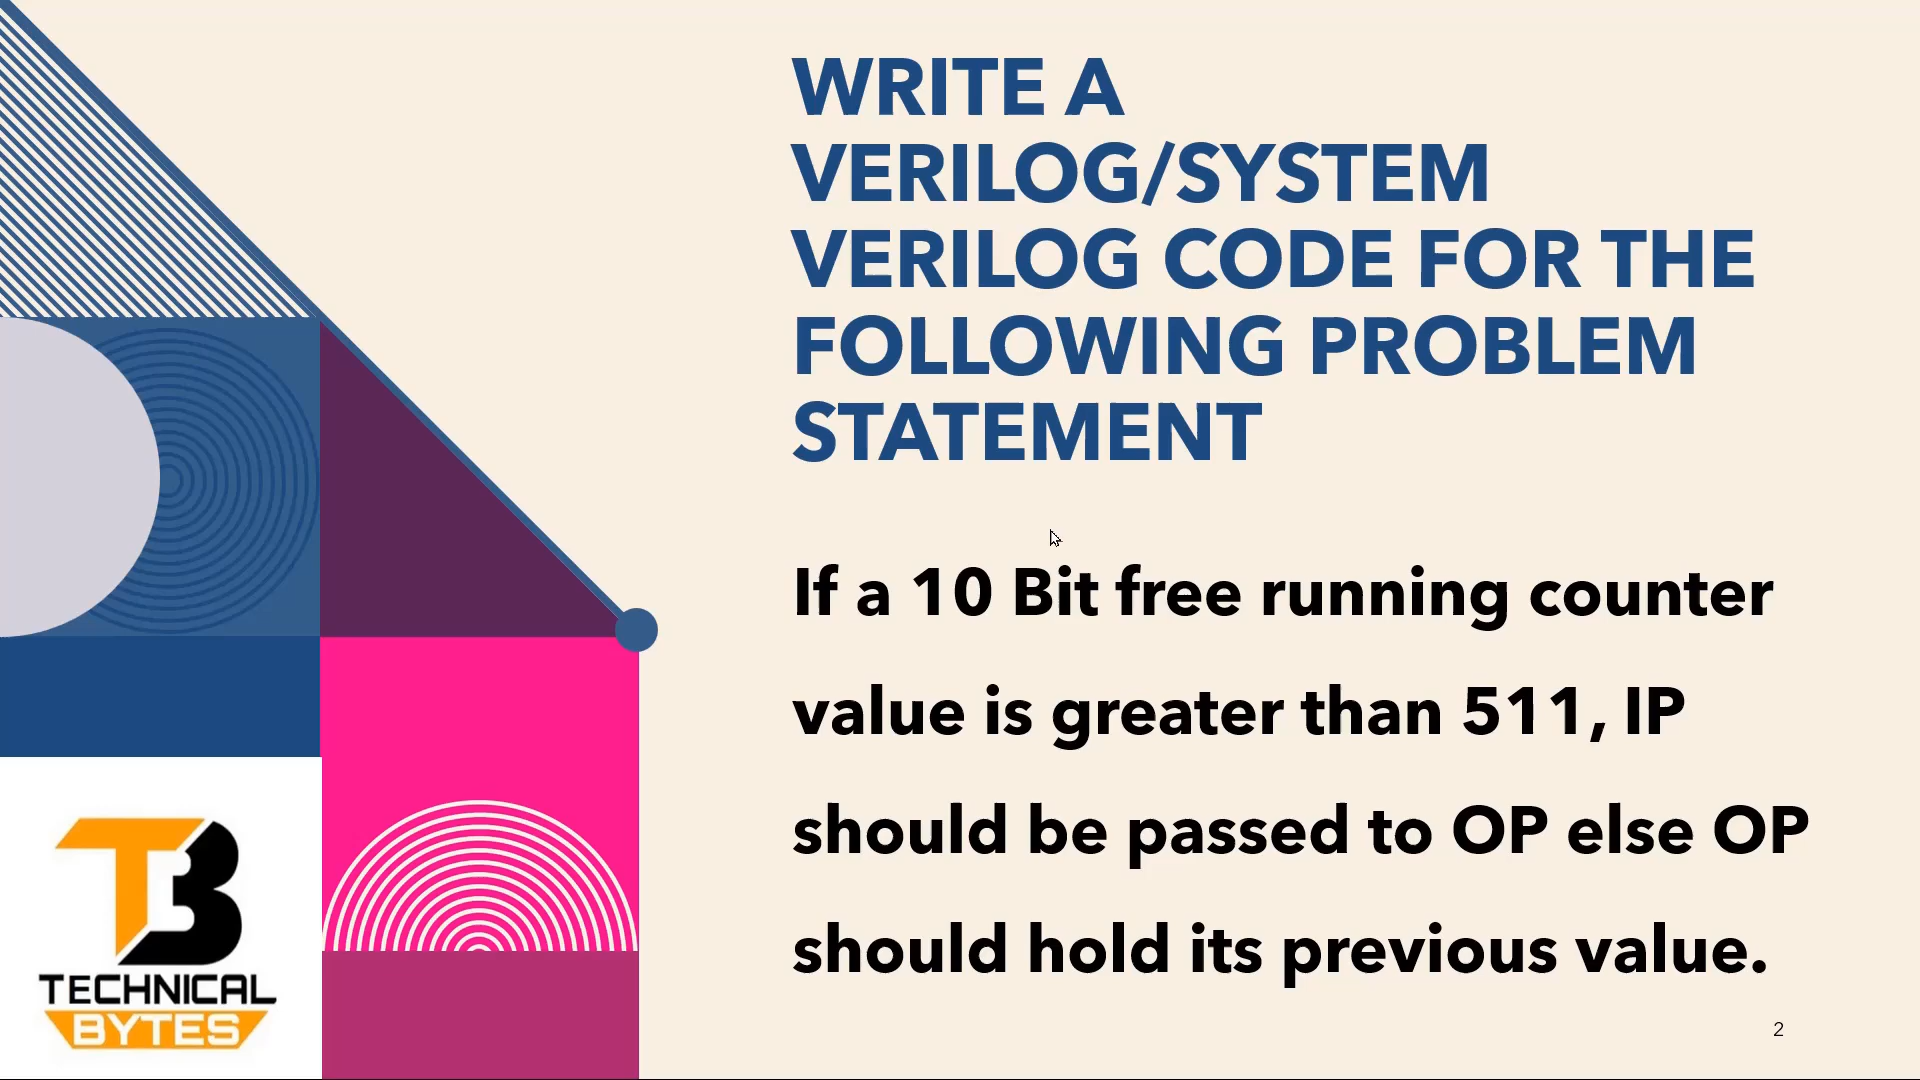 WRITE A
VERILOG/SYSTEM
VERILOG CODE FOR THE
FOLLOWING PROBLEM
STATEMENT
If a 10 Bit free running counter
value is greater than 511, IP
should be passed to OP else OP
should hold its previous value.
TB
TECHNICAL
BYTES
2